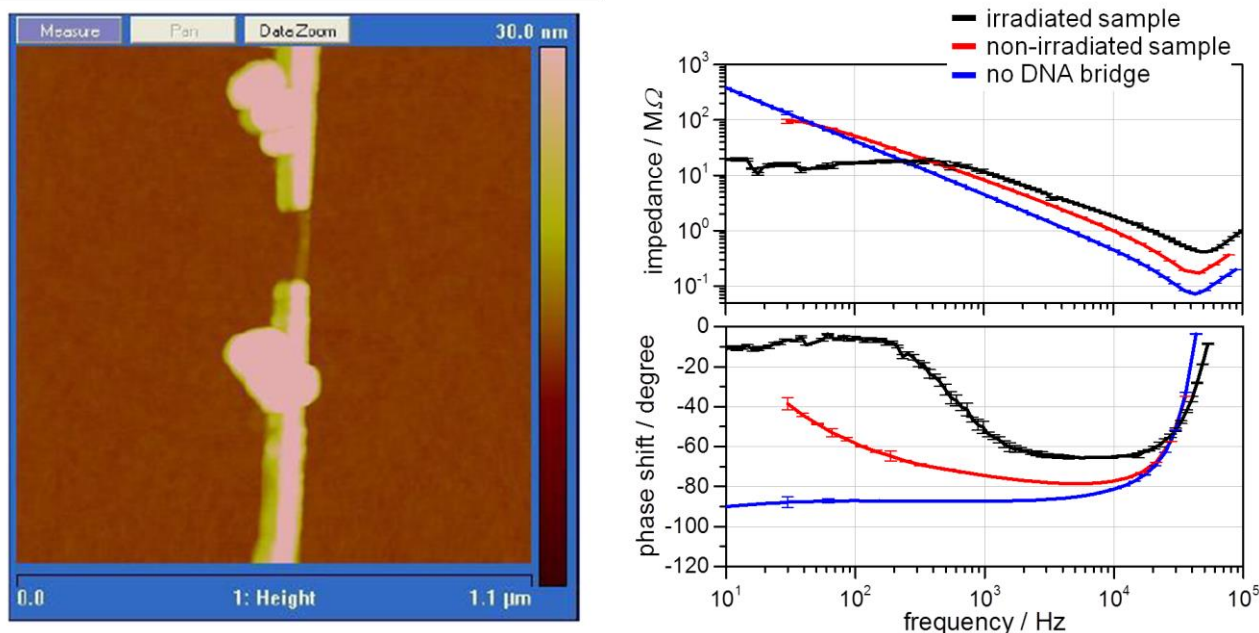 Measure Pan Data Zoom 30.0 nm
0.0 1: Height 1.1 µm
irradiated sample
non-irradiated sample
no DNA bridge
impedance / MΩ
10³
10²
10¹
10⁰
10⁻¹
phase shift / degree
0
-20
-40
-60
-80
-100
-120
10¹ 10² 10³ 10⁴ 10⁵
frequency / Hz